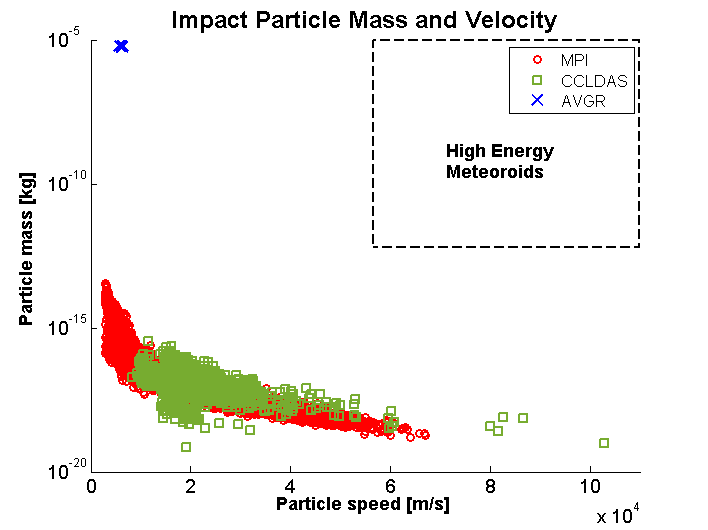 Impact Particle Mass and Velocity
10^-5
10^-10
10^-15
10^-20
Particle mass [kg]
MPI
CCLDAS
AVGR
High Energy
Meteoroids
0
2
4
6
8
10
x 10^4
Particle speed [m/s]